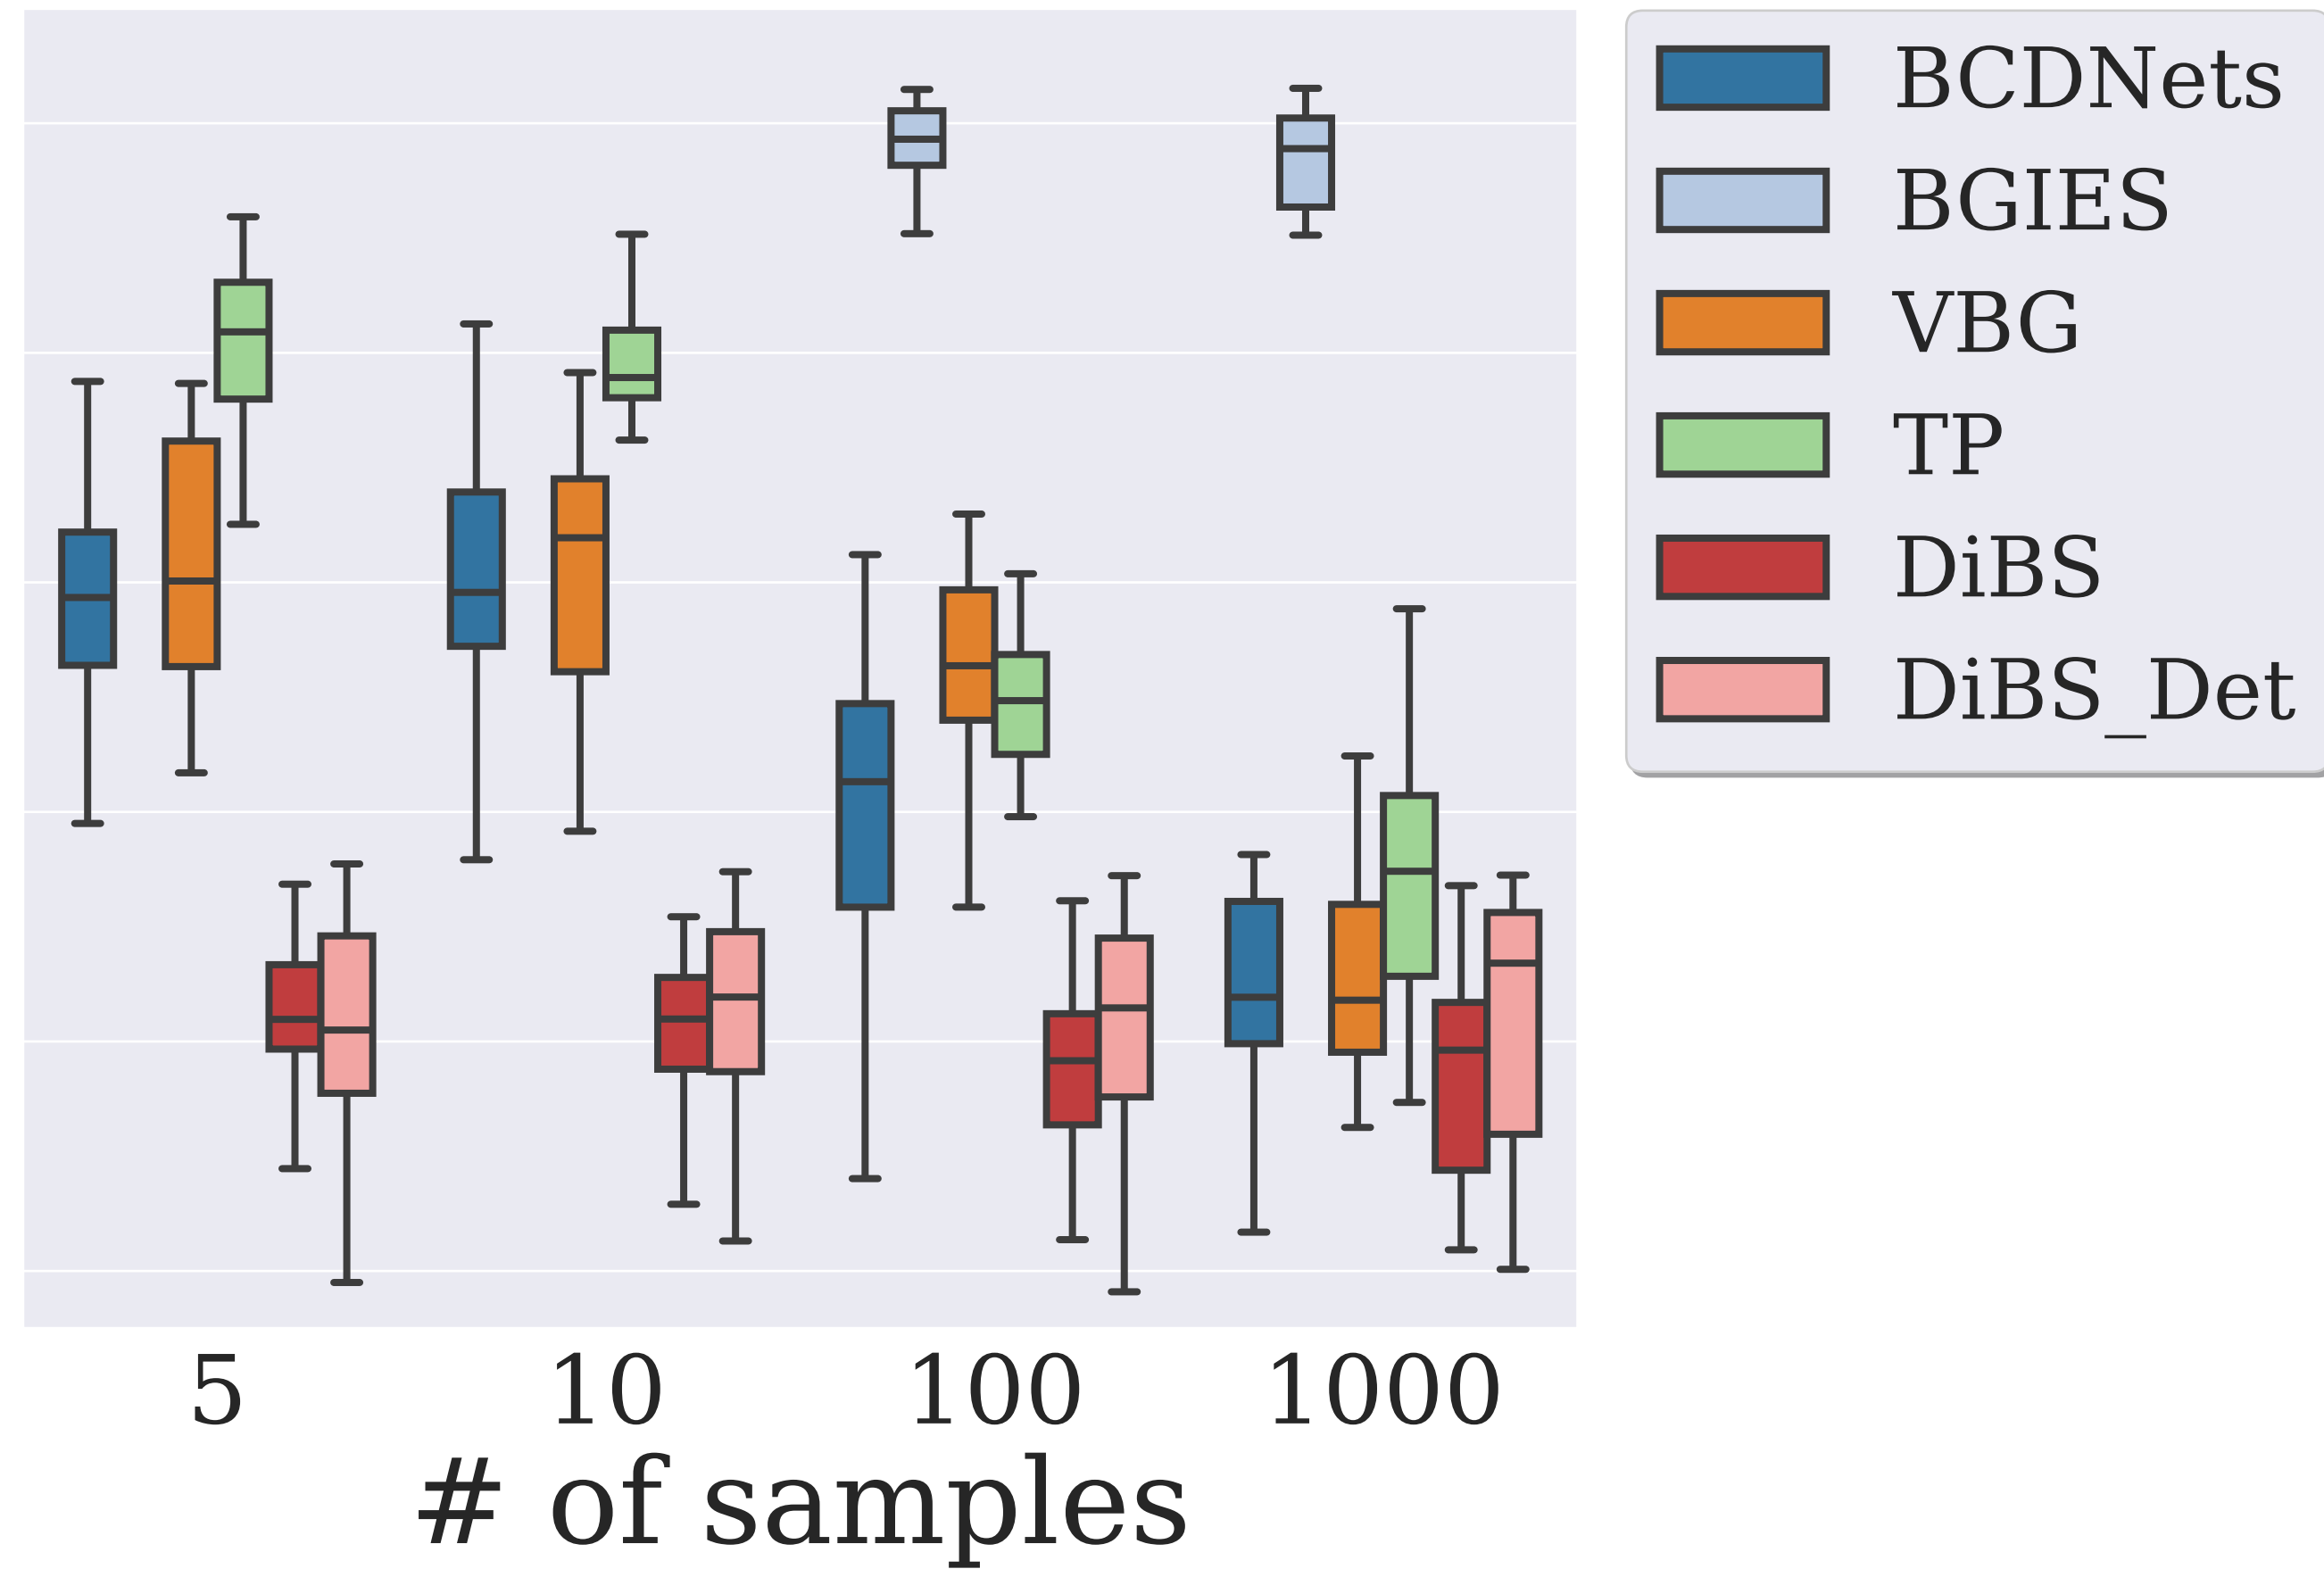 BCDNets
BGIES
VBG
TP
DiBS
DiBS_Det
5 10 100 1000
# of samples